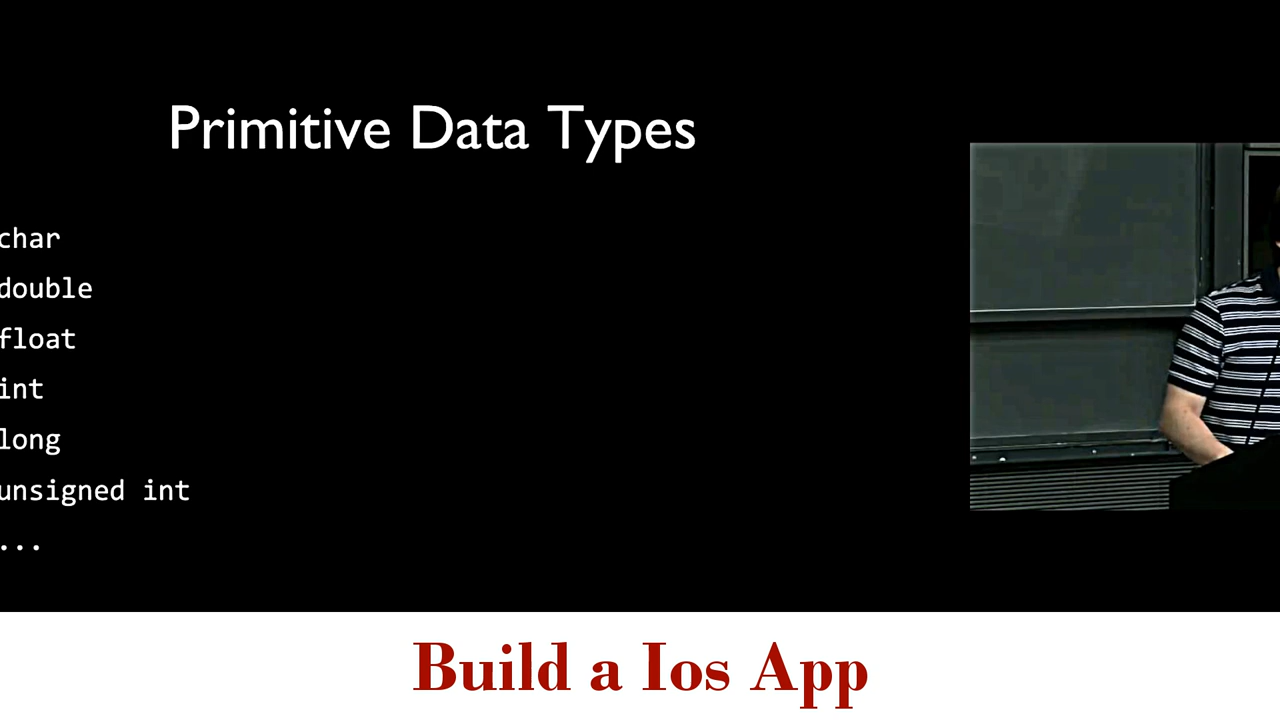 Primitive Data Types
char
double
float
int
long
unsigned int
...
Build a Ios App